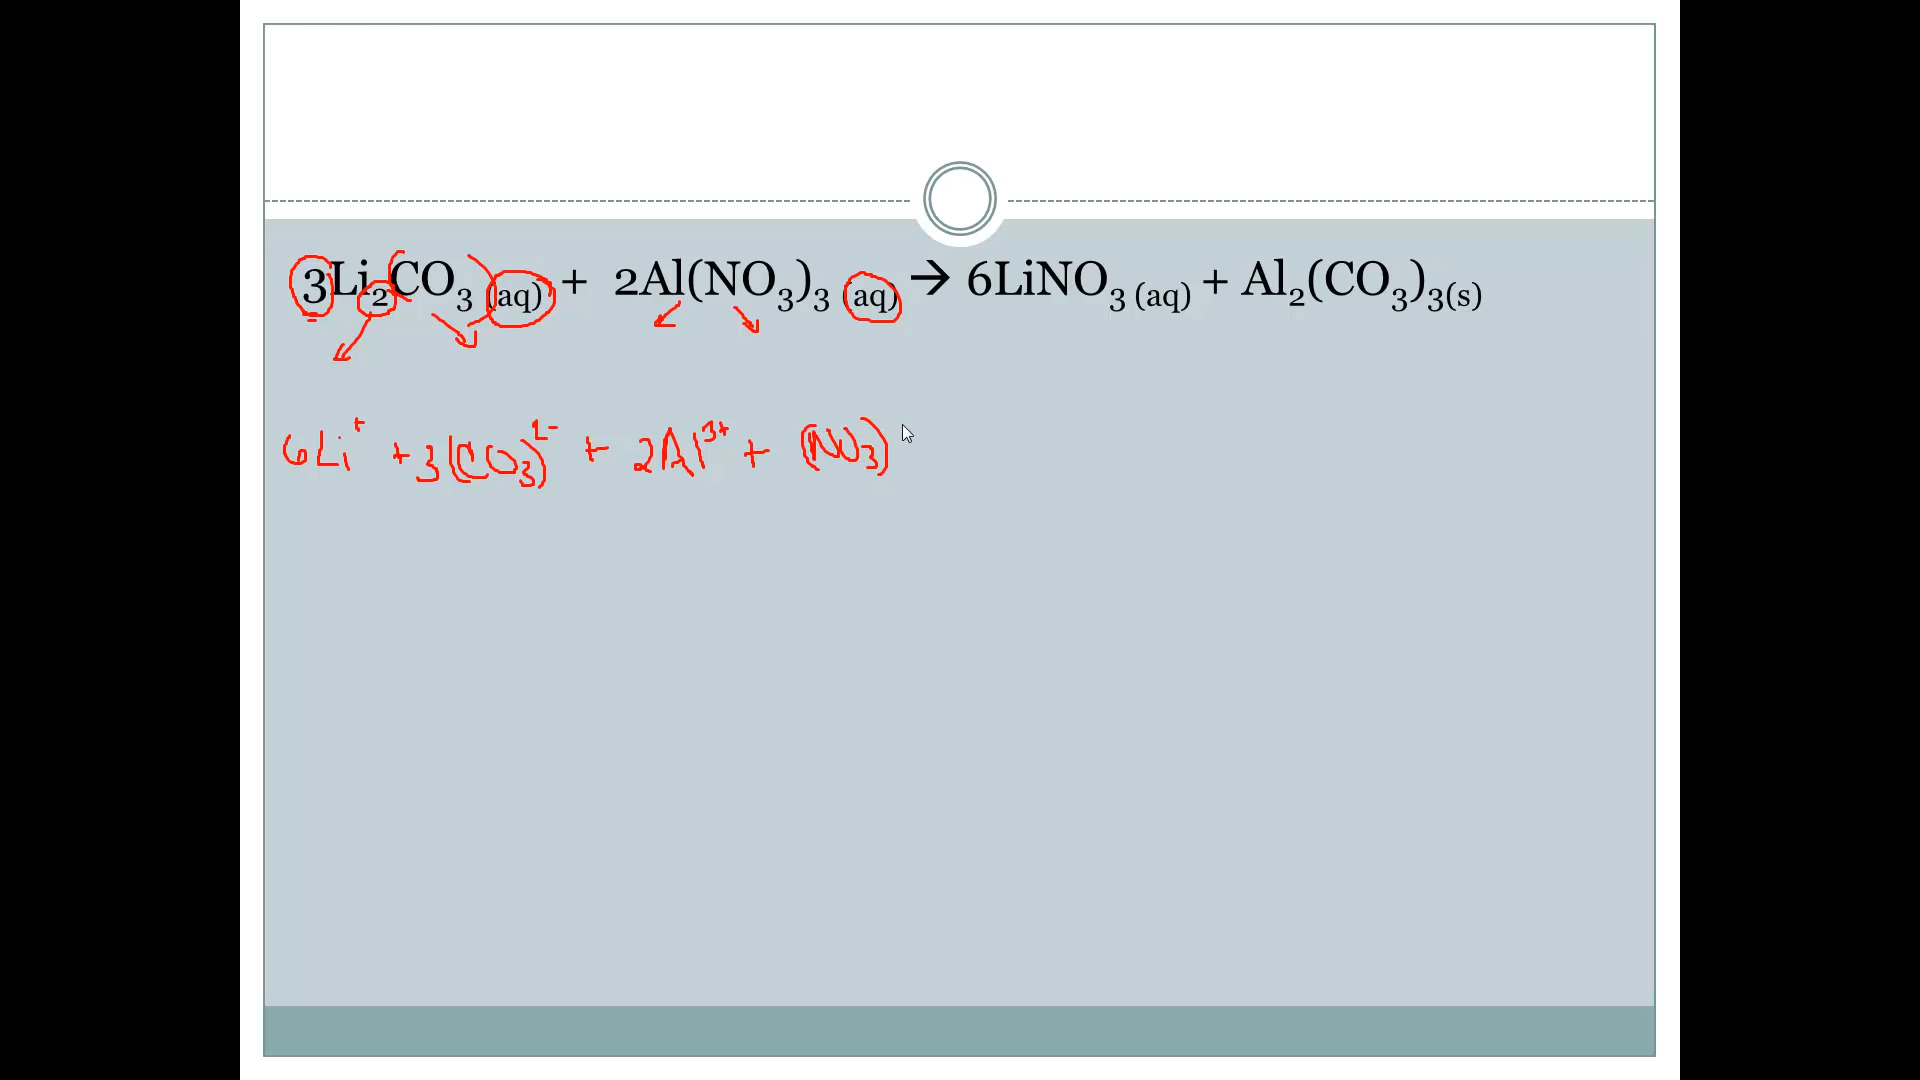 3Li₂CO₃ (aq) + 2Al(NO₃)₃ (aq) → 6LiNO₃ (aq) + Al₂(CO₃)₃(s)
6Li⁺ + 3(CO₃)²⁻ + 2Al³⁺ + (NO₃)